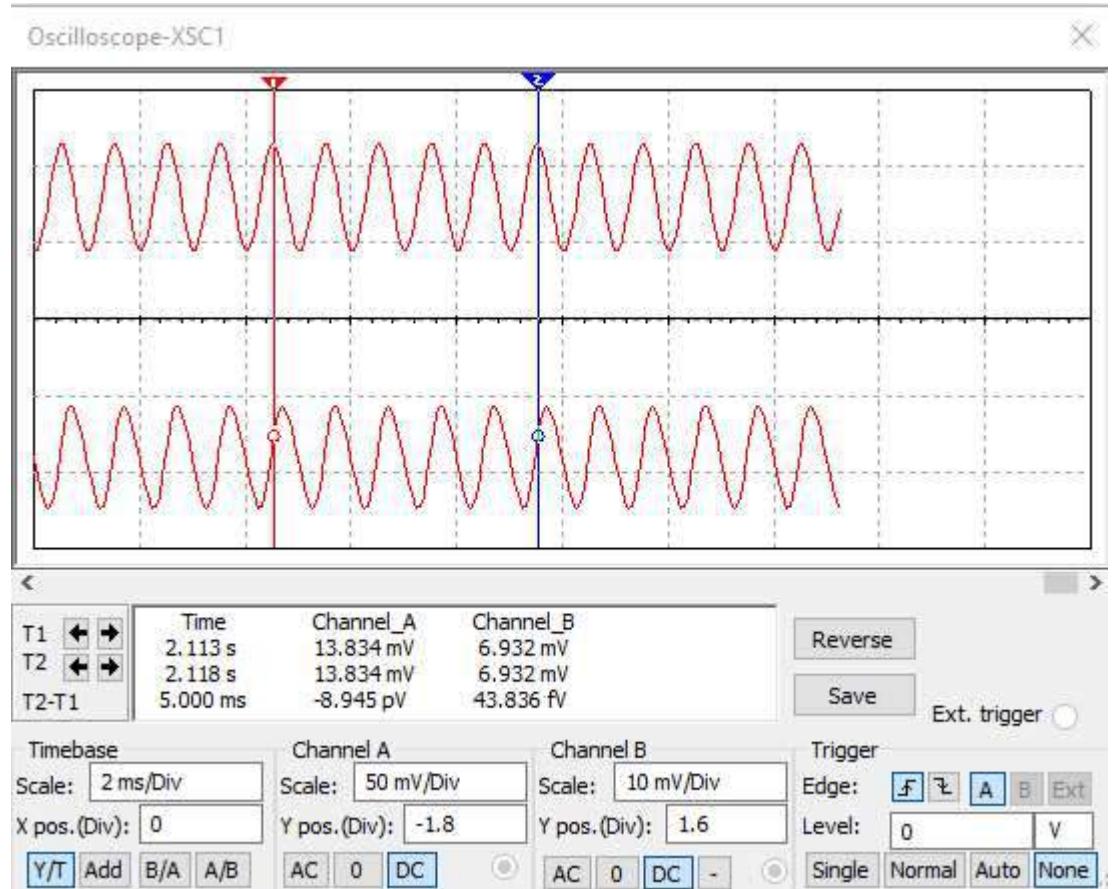 Oscilloscope-XSC1
1 2
Time Channel_A Channel_B
T1 2.113 s 13.834 mV 6.932 mV
T2 2.118 s 13.834 mV 6.932 mV
T2-T1 5.000 ms -8.945 pV 43.836 fV
Reverse
Save
Ext. trigger
Timebase
Scale: 2 ms/Div
X pos.(Div): 0
Y/T Add B/A A/B
Channel A
Scale: 50 mV/Div
Y pos.(Div): -1.8
AC 0 DC
Channel B
Scale: 10 mV/Div
Y pos.(Div): 1.6
AC 0 DC -
Trigger
Edge: A B Ext
Level: 0 V
Single Normal Auto None